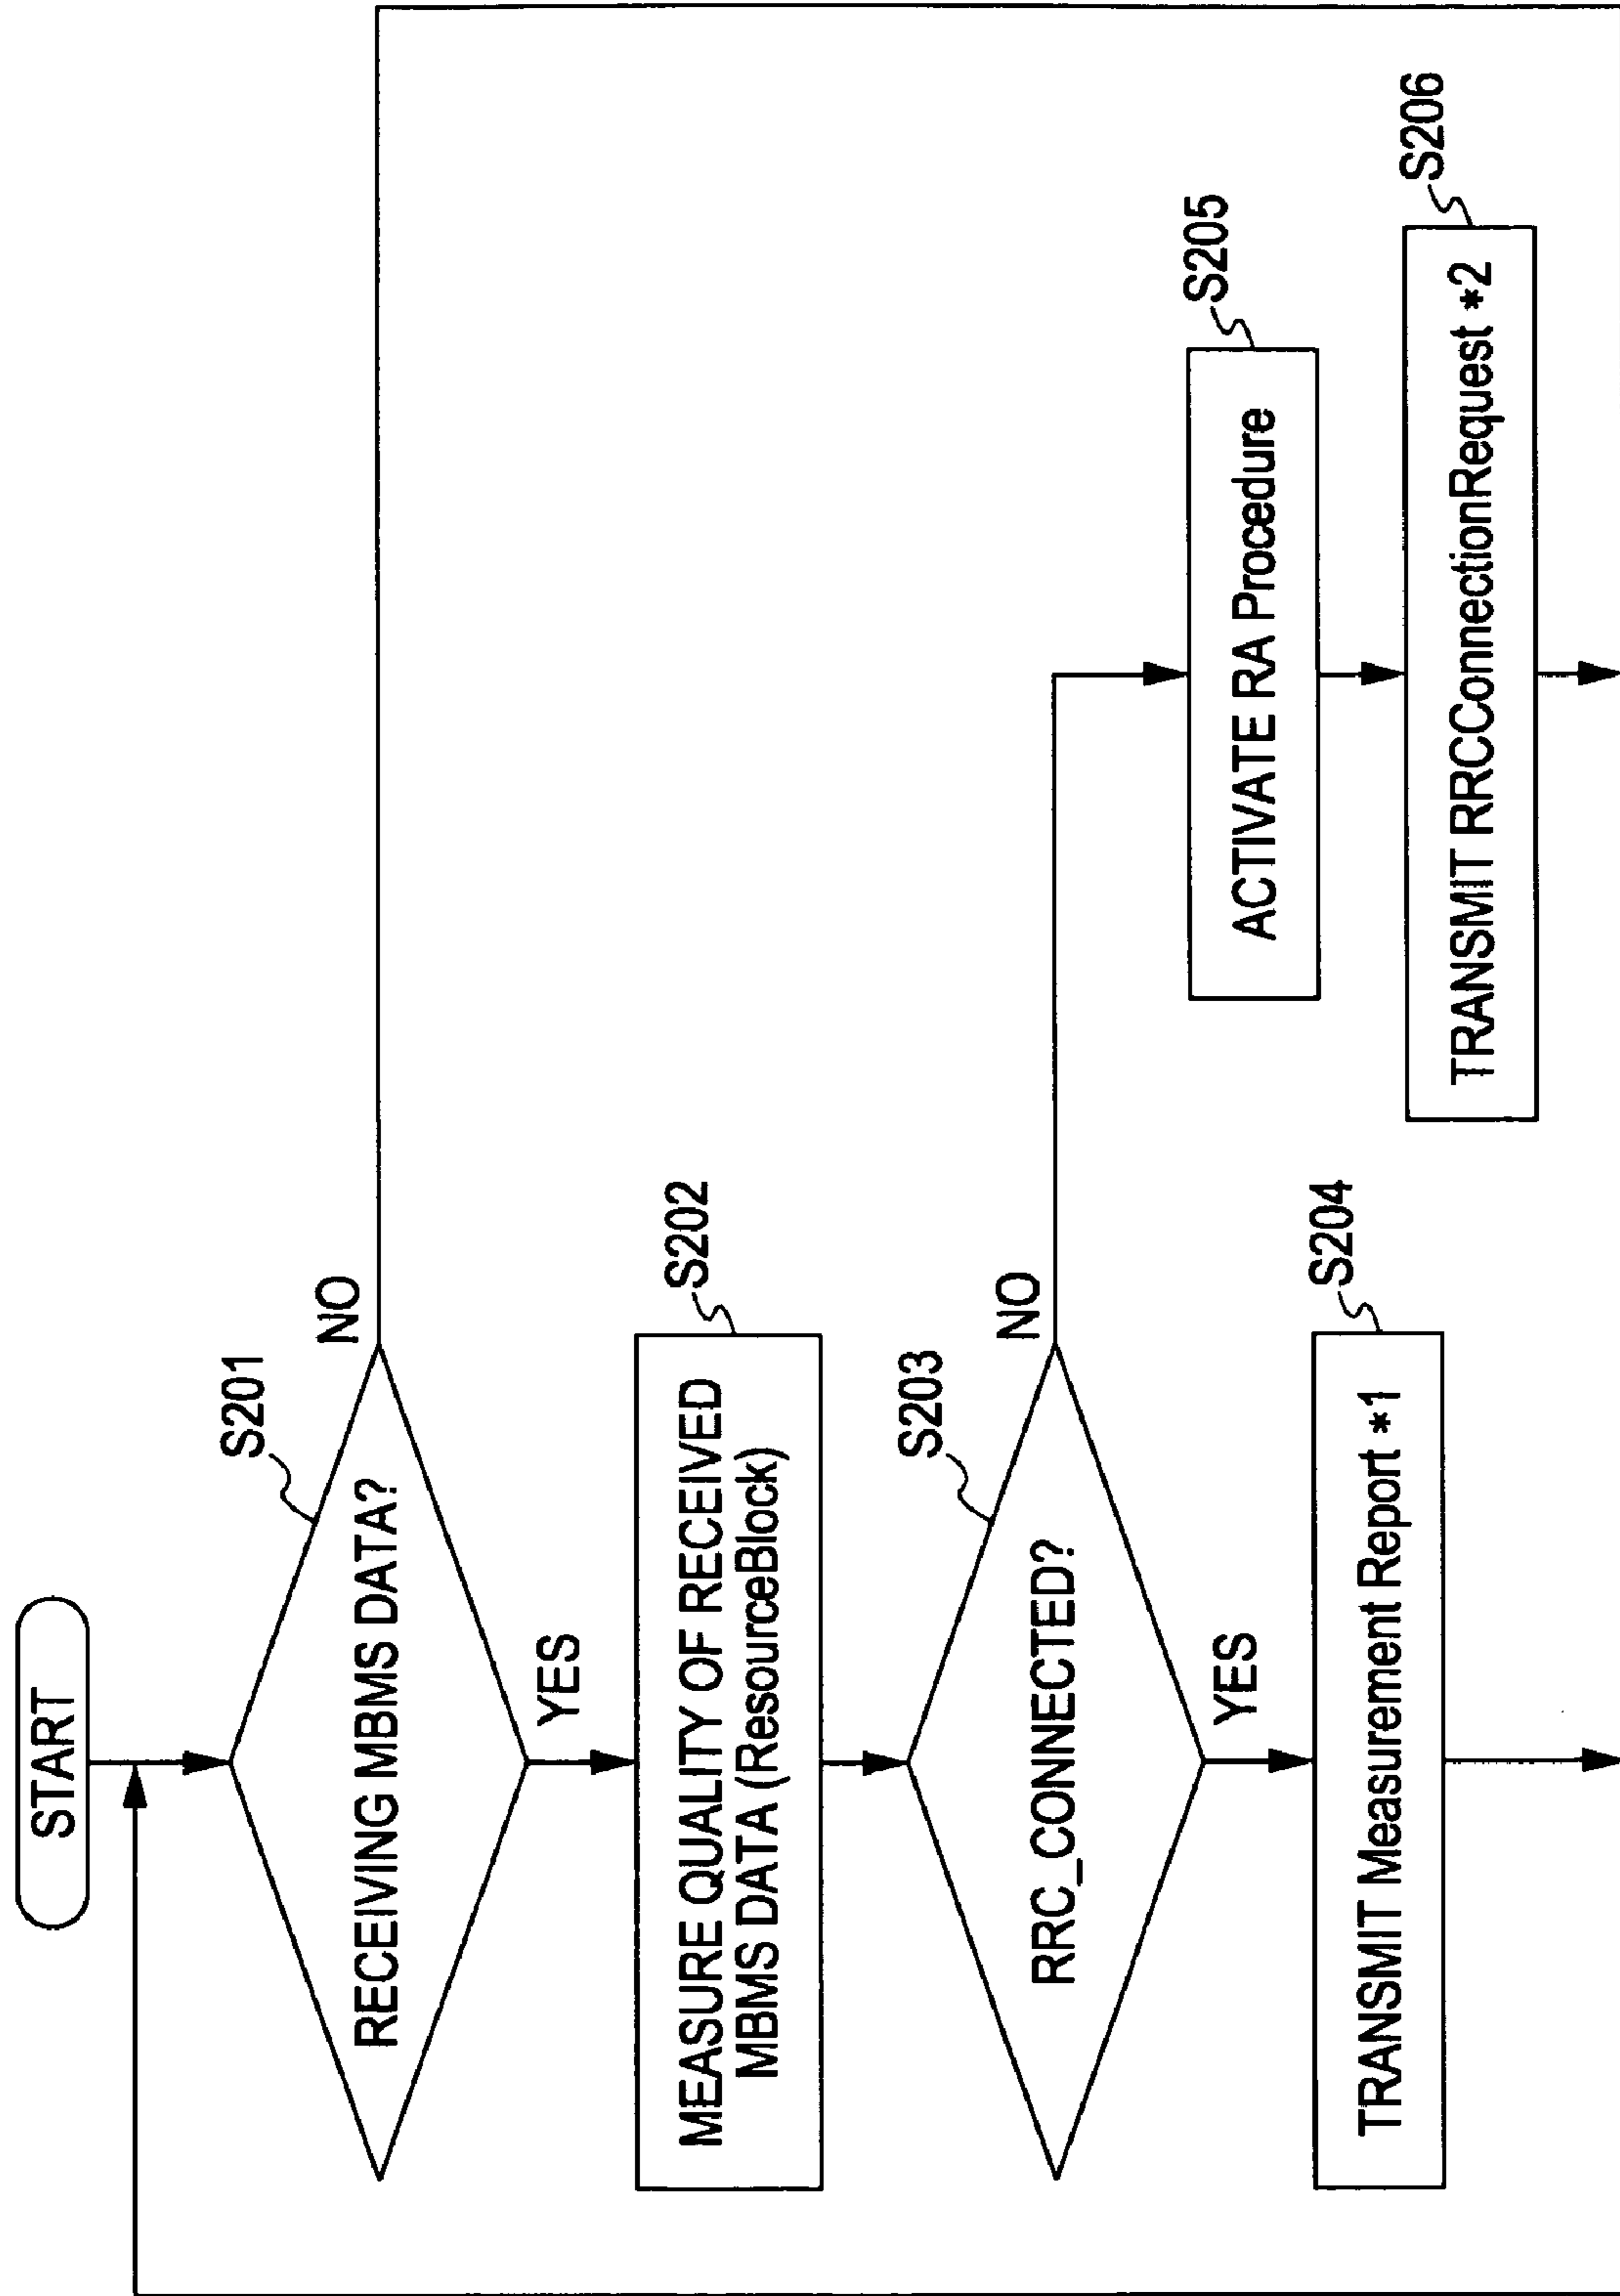 START
S201
RECEIVING MBMS DATA?
NO
YES
S202
MEASURE QUALITY OF RECEIVED
MBMS DATA (ResourceBlock)
S203
RRC_CONNECTED?
NO
YES
S204
TRANSMIT Measurement Report *1
S205
ACTIVATE RA Procedure
S206
TRANSMIT RRCConnectionRequest *2